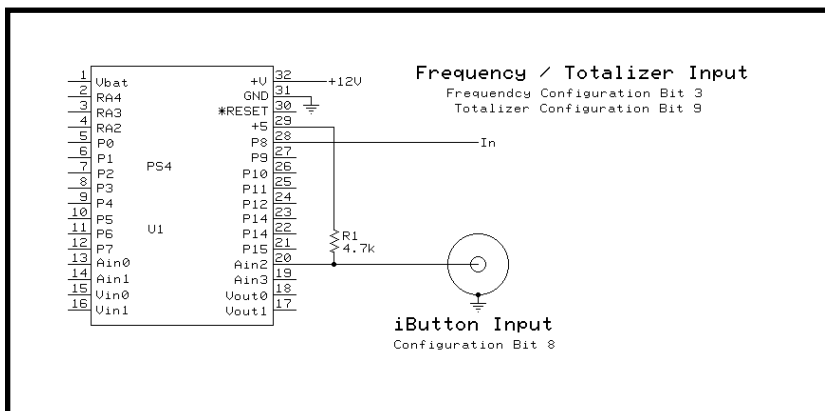 1 Vbat
2 RA4
3 RA3
4 RA2
5 P0
6 P1
7 P2
8 P3
9 P4
10 P5
11 P6
12 P7
13 Ain0
14 Ain1
15 Vin0
16 Vin1
PS4
U1
+V 32
GND 31
*RESET 30
+5 29
P8 28
P9 27
P10 26
P11 25
P12 24
P14 23
P14 22
P15 21
Ain2 20
Ain3 19
Vout0 18
Vout1 17
+12V
Frequency / Totalizer Input
Frequendcy Configuration Bit 3
Totalizer Configuration Bit 9
In
R1
4.7k
iButton Input
Configuration Bit 8